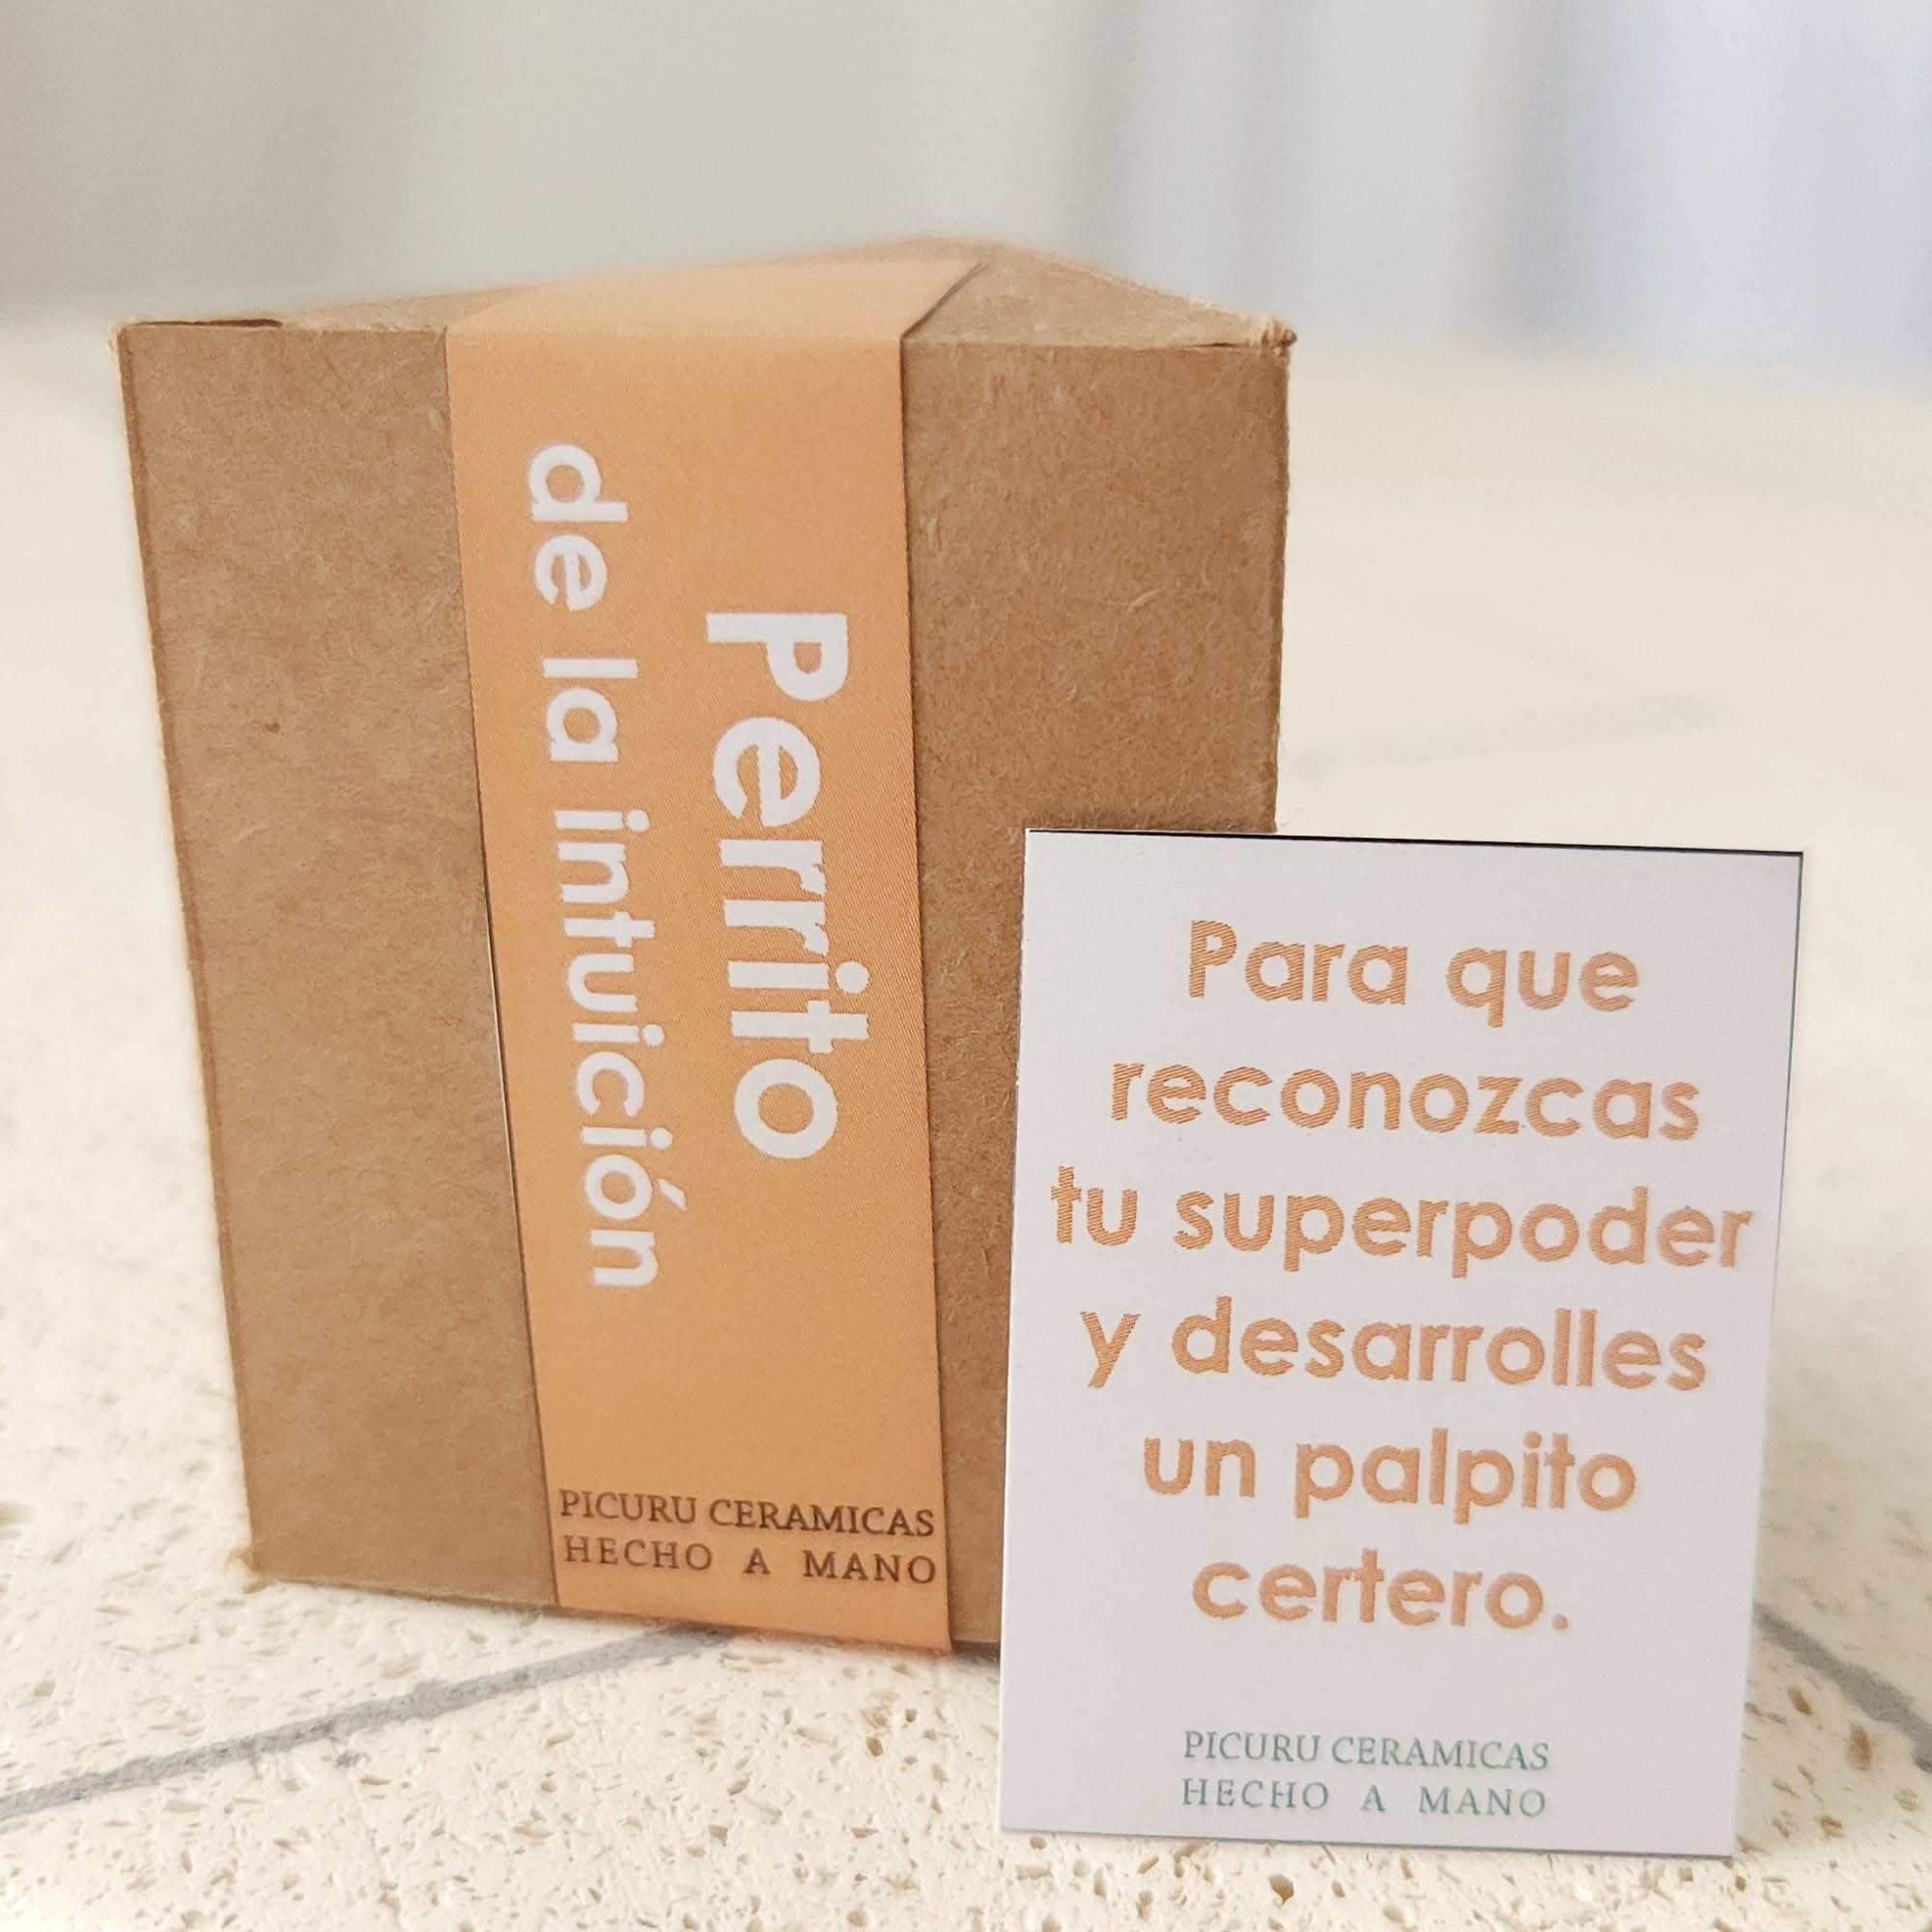 Perrito
de la intuición
PICURU CERAMICAS
HECHO A MANO
Para que
reconozcas
tu superpoder
y desarrolles
un palpito
certero.
PICURU CERAMICAS
HECHO A MANO